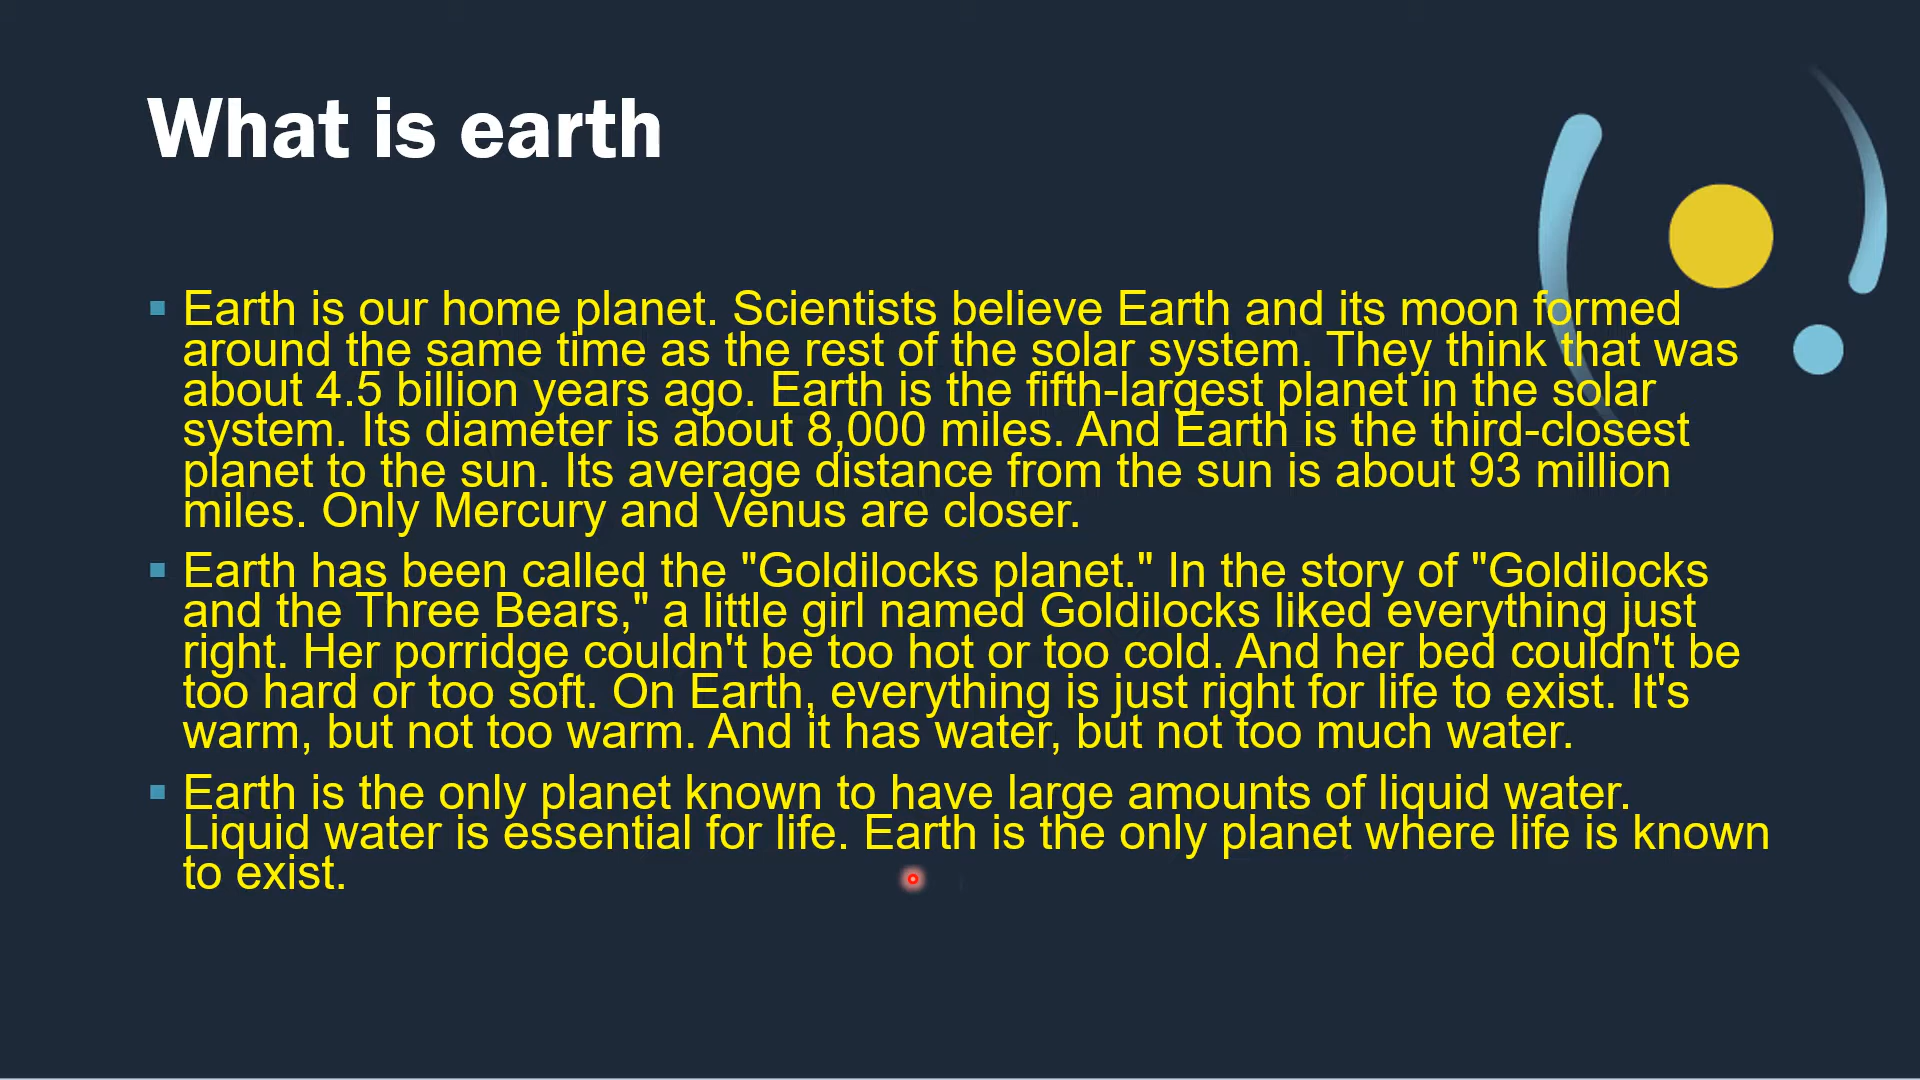 What is earth
Earth is our home planet. Scientists believe Earth and its moon formed
around the same time as the rest of the solar system. They think that was
about 4.5 billion years ago. Earth is the fifth-largest planet in the solar
system. Its diameter is about 8,000 miles. And Earth is the third-closest
planet to the sun. Its average distance from the sun is about 93 million
miles. Only Mercury and Venus are closer.
Earth has been called the "Goldilocks planet." In the story of "Goldilocks
and the Three Bears," a little girl named Goldilocks liked everything just
right. Her porridge couldn't be too hot or too cold. And her bed couldn't be
too hard or too soft. On Earth, everything is just right for life to exist. It's
warm, but not too warm. And it has water, but not too much water.
Earth is the only planet known to have large amounts of liquid water.
Liquid water is essential for life. Earth is the only planet where life is known
to exist.